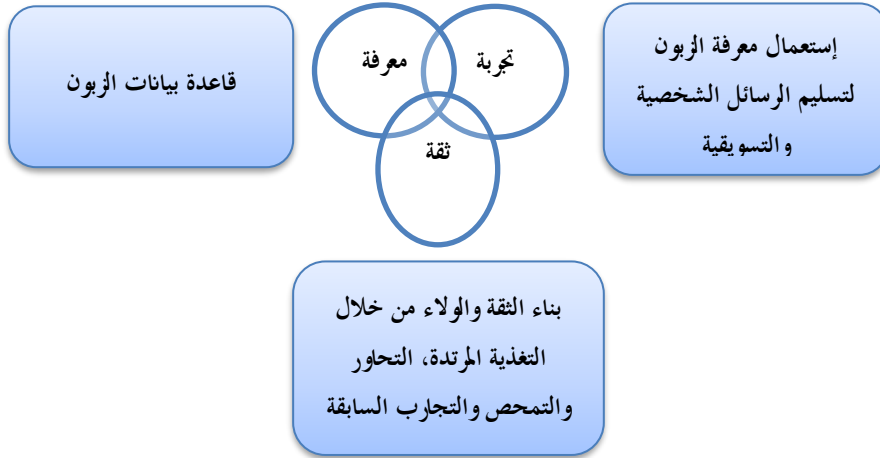 إستعمال معرفة الزبون
لتسليم الرسائل الشخصية
والتسويقية
تجربة
معرفة
ثقة
قاعدة بيانات الزبون
بناء الثقة والولاء من خلال
التغذية المرتدة، التحاور
والتمحص والتجارب السابقة